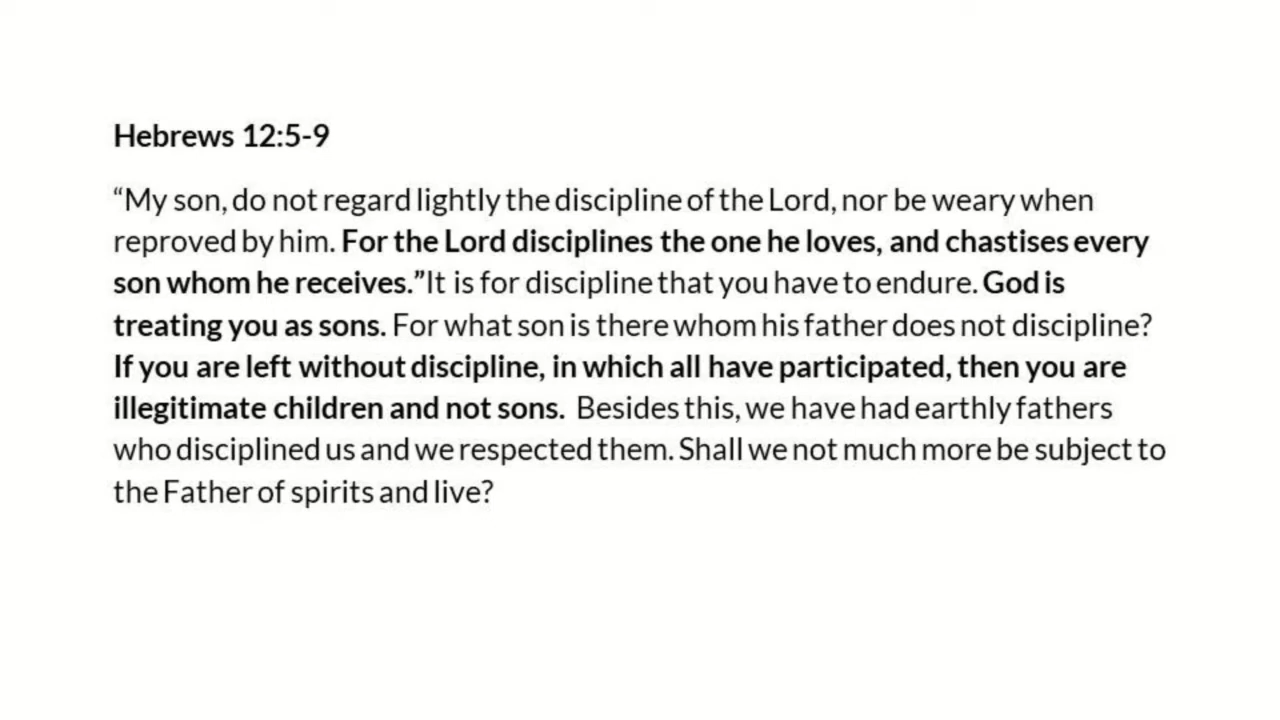 Hebrews 12:5-9
“My son, do not regard lightly the discipline of the Lord, nor be weary when
reproved by him. For the Lord disciplines the one he loves, and chastises every
son whom he receives.”It is for discipline that you have to endure. God is
treating you as sons. For what son is there whom his father does not discipline?
If you are left without discipline, in which all have participated, then you are
illegitimate children and not sons.  Besides this, we have had earthly fathers
who disciplined us and we respected them. Shall we not much more be subject to
the Father of spirits and live?